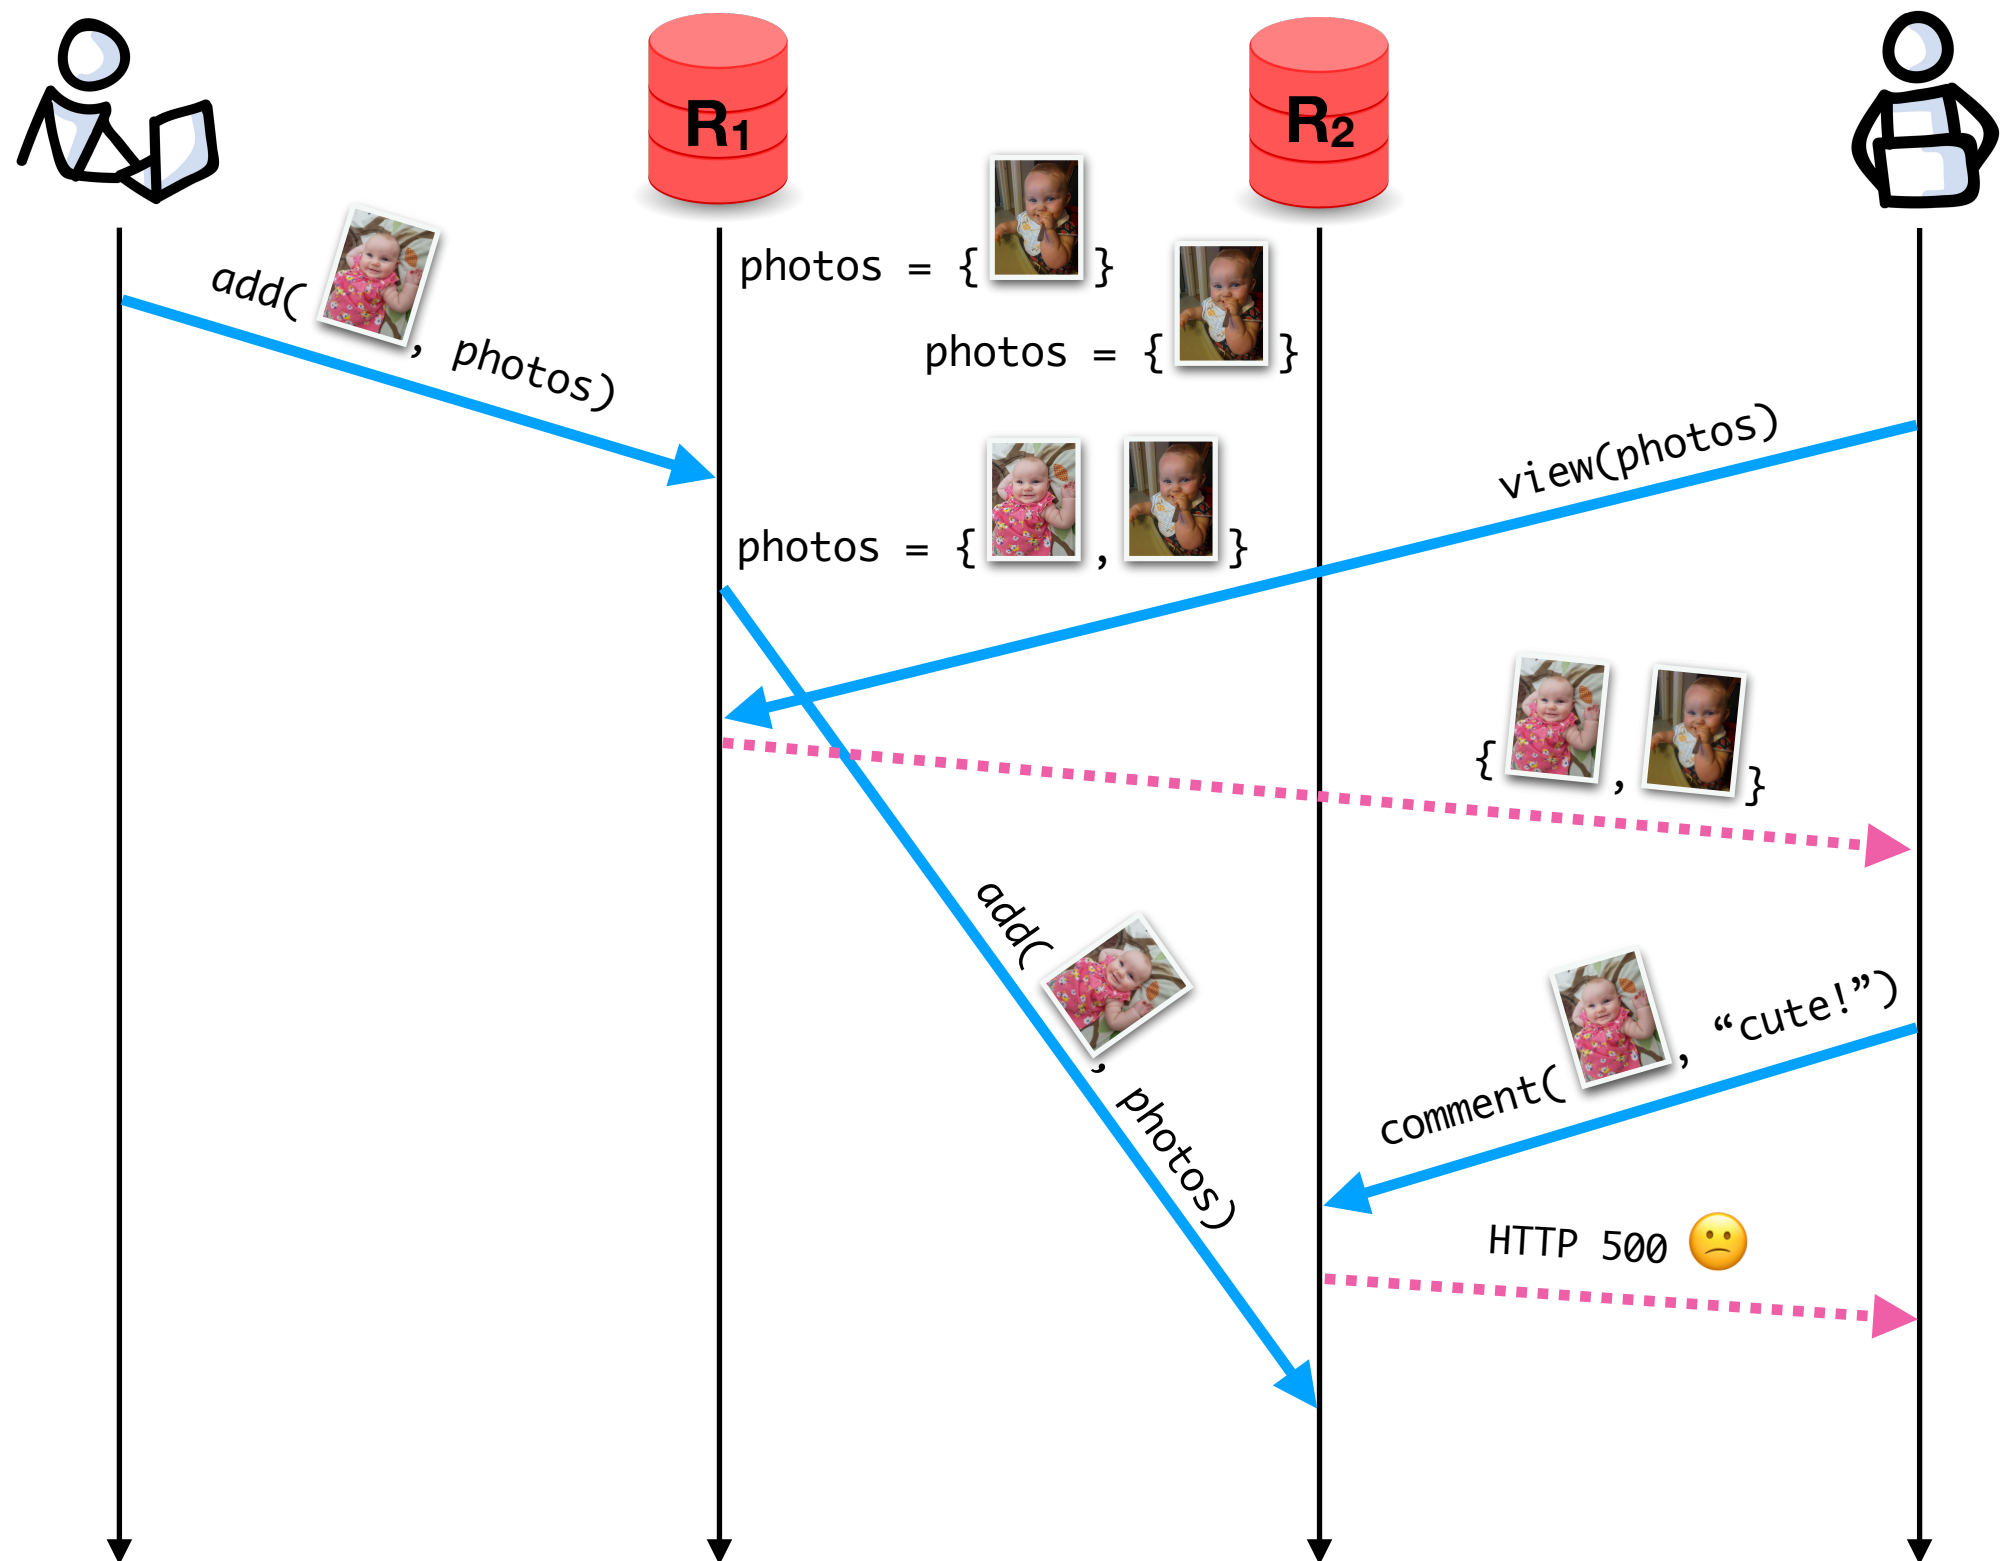 R1
R2
photos = { }
photos = { }
add( , photos)
view(photos)
photos = { , }
{ , }
add( , photos)
comment( , “cute!”)
HTTP 500